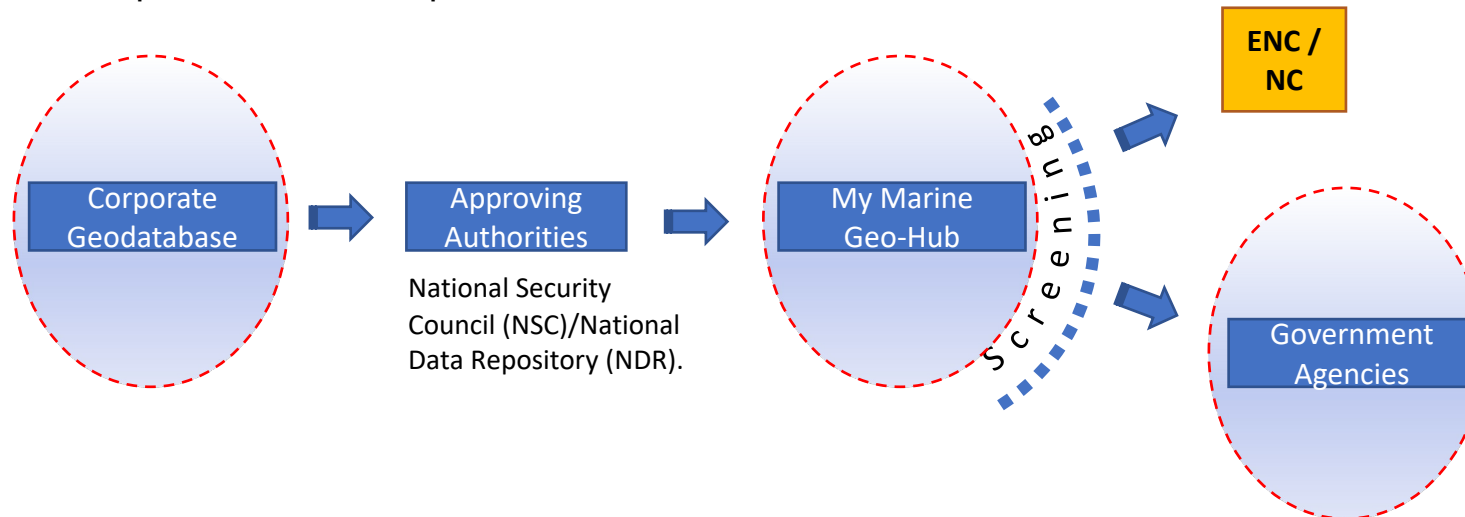 Corporate
Geodatabase
Approving
Authorities
National Security
Council (NSC)/National
Data Repository (NDR).
My Marine
Geo-Hub
Screening
ENC /
NC
Government
Agencies